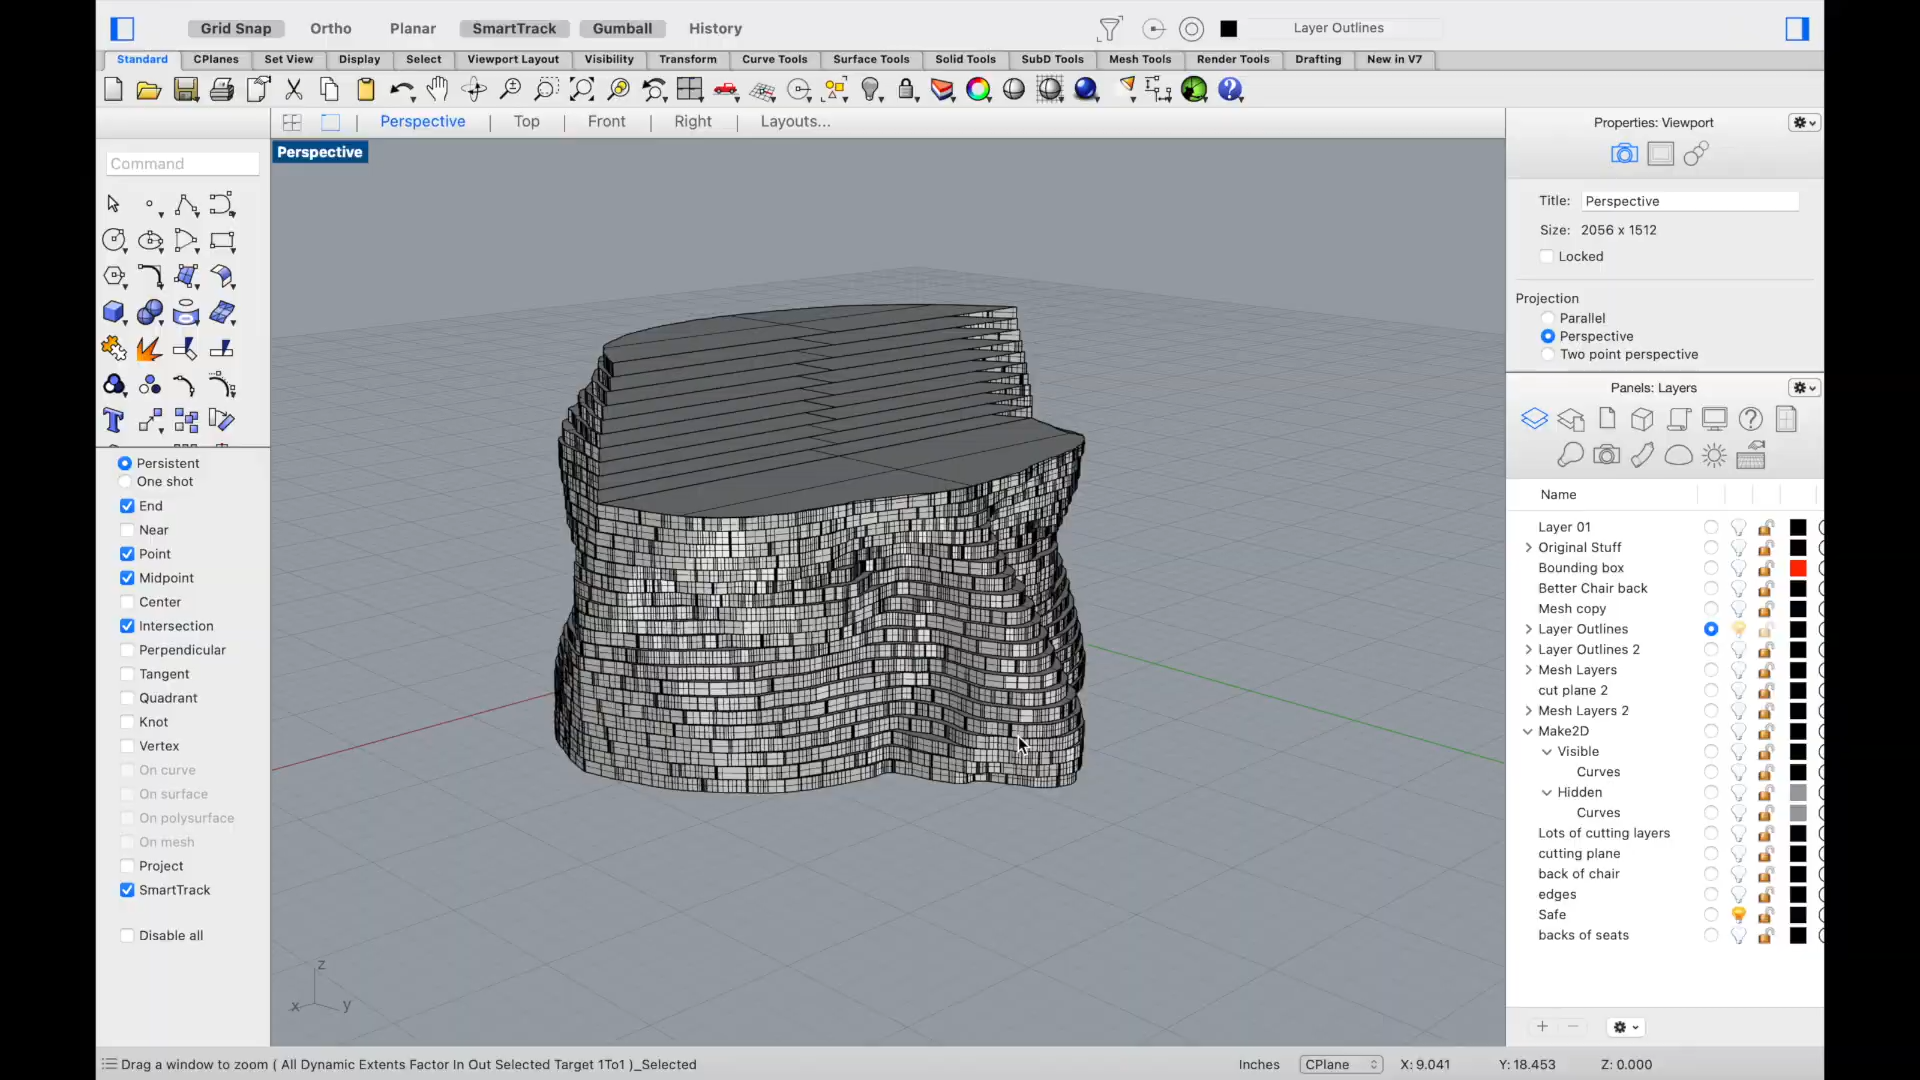 Grid Snap Ortho Planar SmartTrack Gumball History Layer Outlines
Standard CPlanes Set View Display Select Viewport Layout Visibility Transform Curve Tools Surface Tools Solid Tools SubD Tools Mesh Tools Render Tools Drafting New in V7
Perspective Top Front Right Layouts...
Perspective
Command
Persistent
One shot
End
Near
Point
Midpoint
Center
Intersection
Perpendicular
Tangent
Quadrant
Knot
Vertex
On curve
On surface
On polysurface
On mesh
Project
SmartTrack
Disable all
z
x y
Properties: Viewport
Title: Perspective
Size: 2056 x 1512
Locked
Projection
Parallel
Perspective
Two point perspective
Panels: Layers
Name
Layer 01
Original Stuff
Bounding box
Better Chair back
Mesh copy
Layer Outlines
Layer Outlines 2
Mesh Layers
cut plane 2
Mesh Layers 2
Make2D
Visible
Curves
Hidden
Curves
Lots of cutting layers
cutting plane
back of chair
edges
Safe
backs of seats
Drag a window to zoom ( All Dynamic Extents Factor In Out Selected Target 1To1 )_Selected
Inches CPlane X: 9.041 Y: 18.453 Z: 0.000